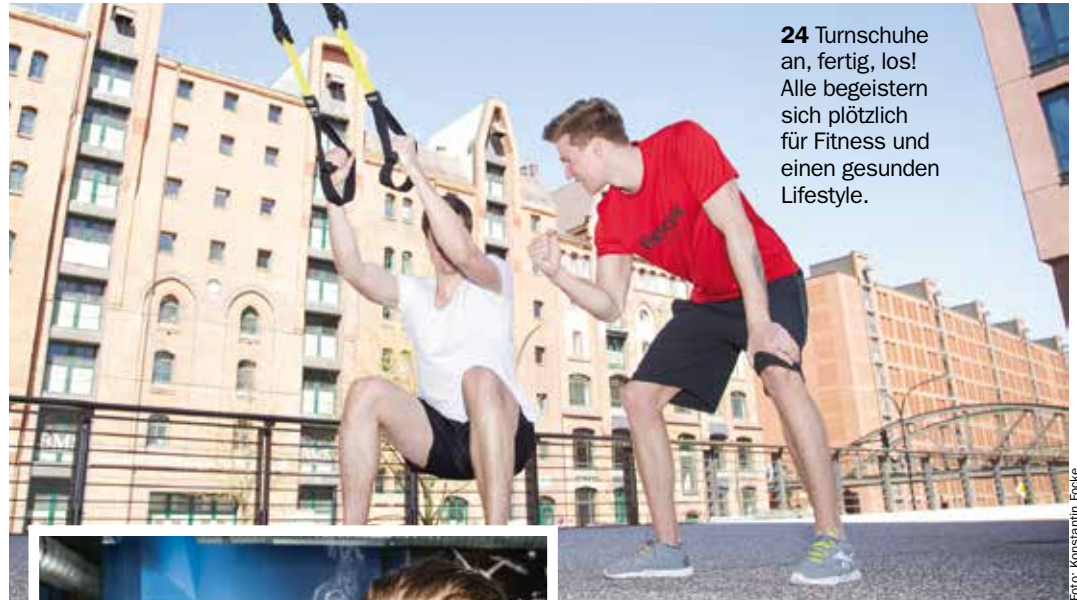 24 Turnschuhe
an, fertig, los!
Alle begeistern
sich plötzlich
für Fitness und
einen gesunden
Lifestyle.
Foto: Konstantin Focke